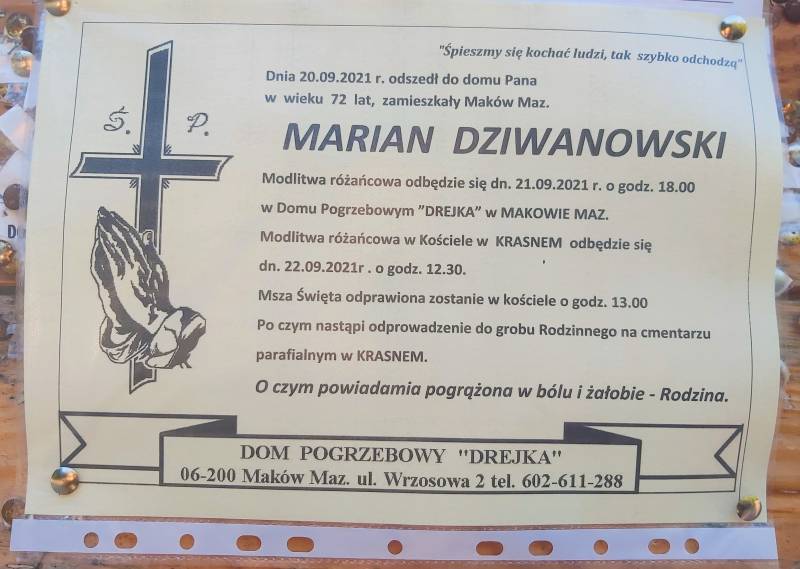 "Śpieszmy się kochać ludzi, tak szybko odchodzą"
Dnia 20.09.2021 r. odszedł do domu Pana
w wieku 72 lat, zamieszkały Maków Maz.
Ś. P.
MARIAN DZIWANOWSKI
Modlitwa różańcowa odbędzie się dn. 21.09.2021 r. o godz. 18.00
w Domu Pogrzebowym ”DREJKA” w MAKOWIE MAZ.
Modlitwa różańcowa w Kościele w KRASNEM odbędzie się
dn. 22.09.2021r . o godz. 12.30.
Msza Święta odprawiona zostanie w kościele o godz. 13.00
Po czym nastąpi odprowadzenie do grobu Rodzinnego na cmentarzu
parafialnym w KRASNEM.
O czym powiadamia pogrążona w bólu i żałobie - Rodzina.
DOM POGRZEBOWY "DREJKA"
06-200 Maków Maz. ul. Wrzosowa 2 tel. 602-611-288